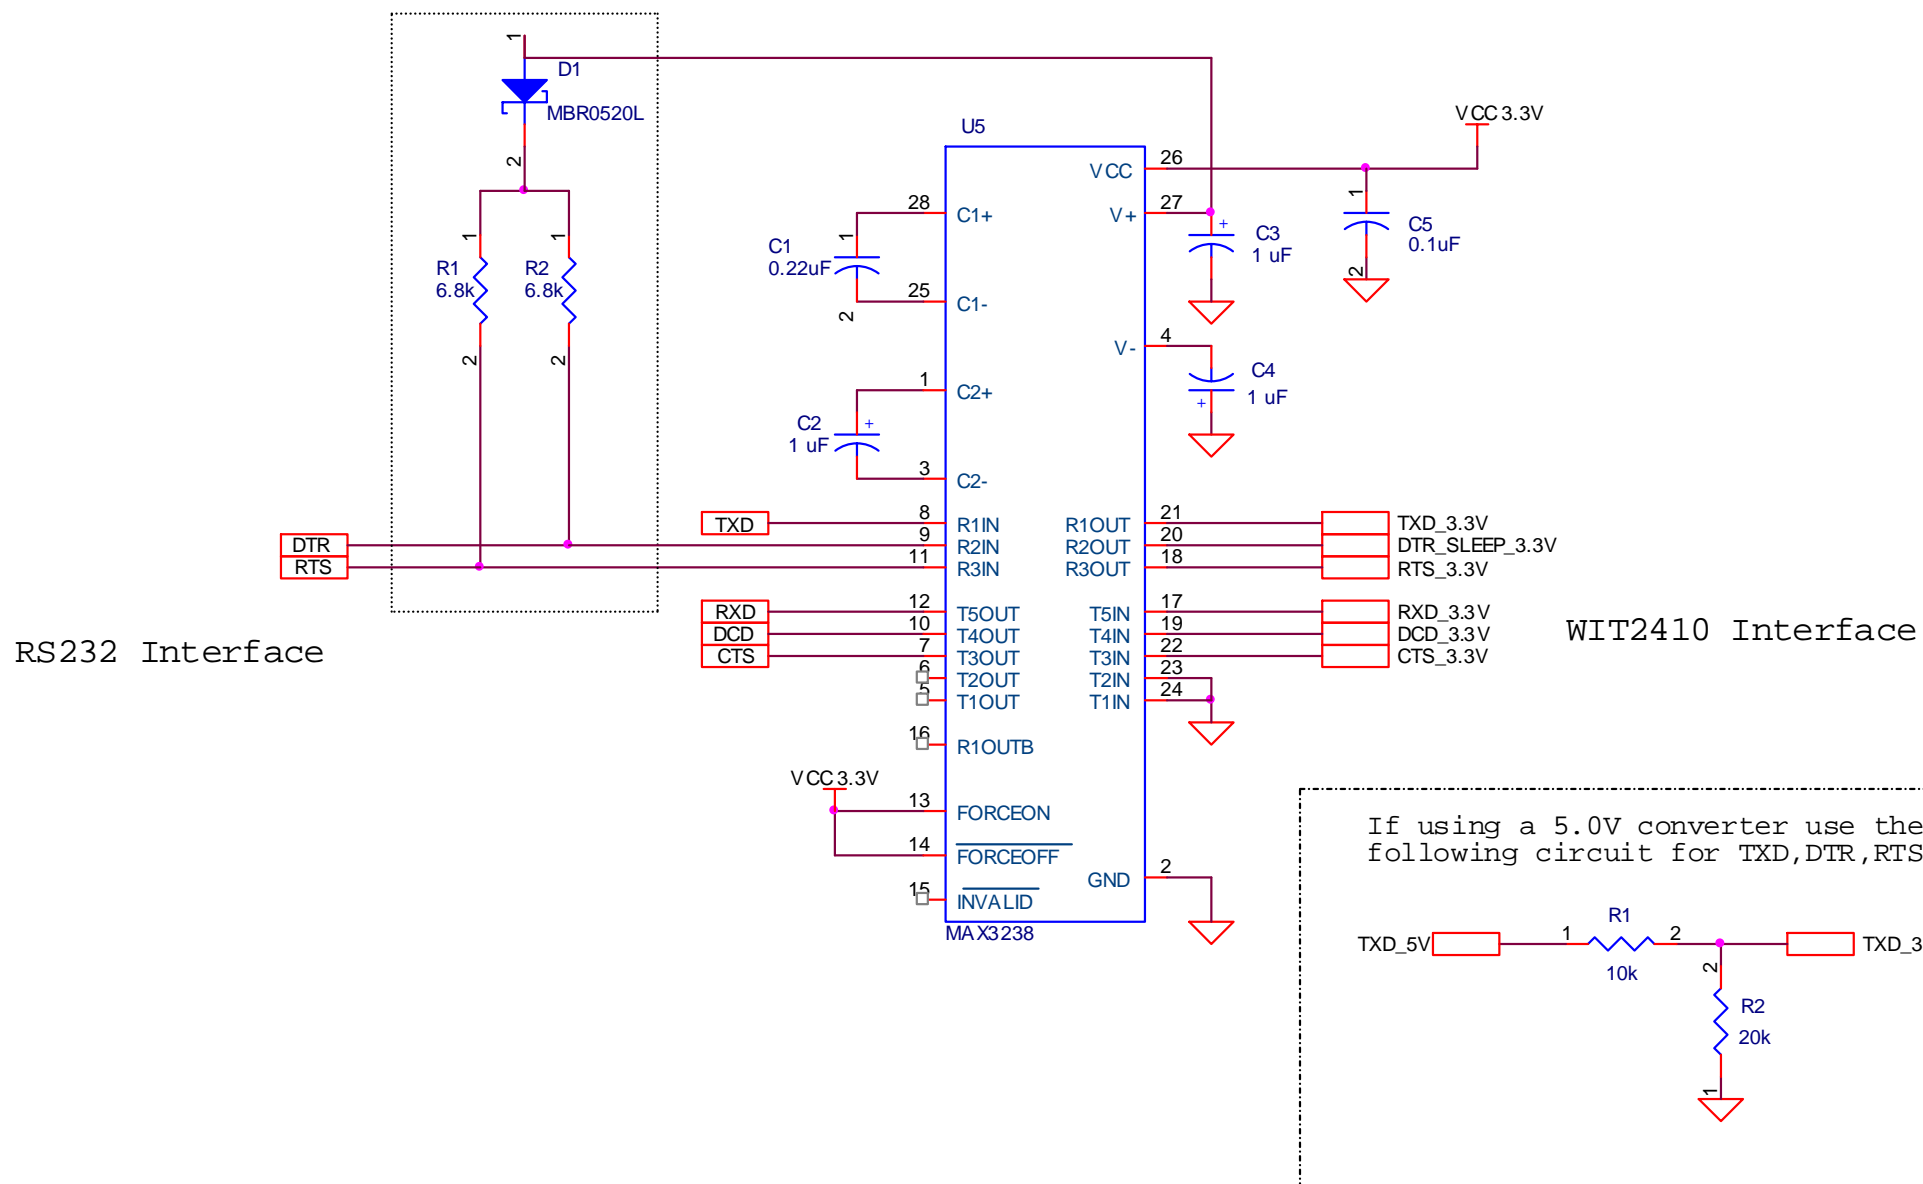 1
D1
MBR0520L
2
U5
VCC 3.3V
VCC
26
1
28
C1+
V+
27
+
C3
1 uF
C5
0.1uF
2
1
C1
0.22uF
25
C1-
2
1
R1
6.8k
2
1
R2
6.8k
2
V-
4
C4
1 uF
+
1
C2+
C2
1 uF
+
3
C2-
TXD
8
R1IN
R1OUT
21
TXD_3.3V
DTR
9
R2IN
R2OUT
20
DTR_SLEEP_3.3V
RTS
11
R3IN
R3OUT
18
RTS_3.3V
RXD
12
T5OUT
T5IN
17
RXD_3.3V
DCD
10
T4OUT
T4IN
19
DCD_3.3V
CTS
7
T3OUT
T3IN
22
CTS_3.3V
6
T2OUT
T2IN
23
5
T1OUT
T1IN
24
RS232 Interface
WIT2410 Interface
16
R1OUTB
VCC 3.3V
13
FORCEON
14
FORCEOFF
GND
2
15
INVALID
MAX3238
If using a 5.0V converter use the
following circuit for TXD,DTR,RTS
TXD_5V
1
R1
10k
2
TXD_3
2
R2
20k
1